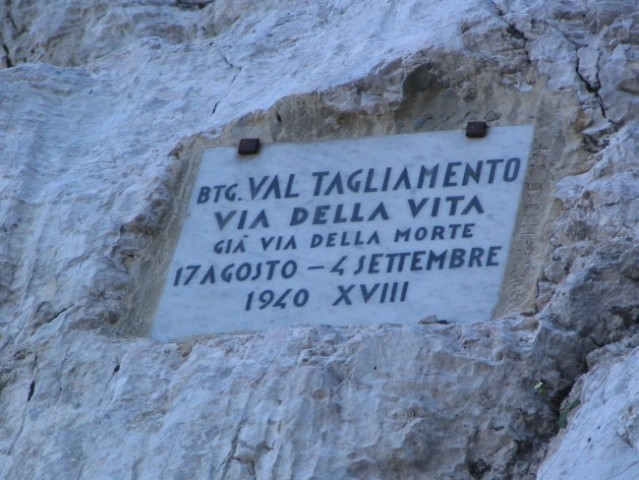 BTG. VAL TAGLIAMENTO
VIA DELLA VITA
GIÀ VIA DELLA MORTE
17 AGOSTO - 4 SETTEMBRE
1940 XVIII